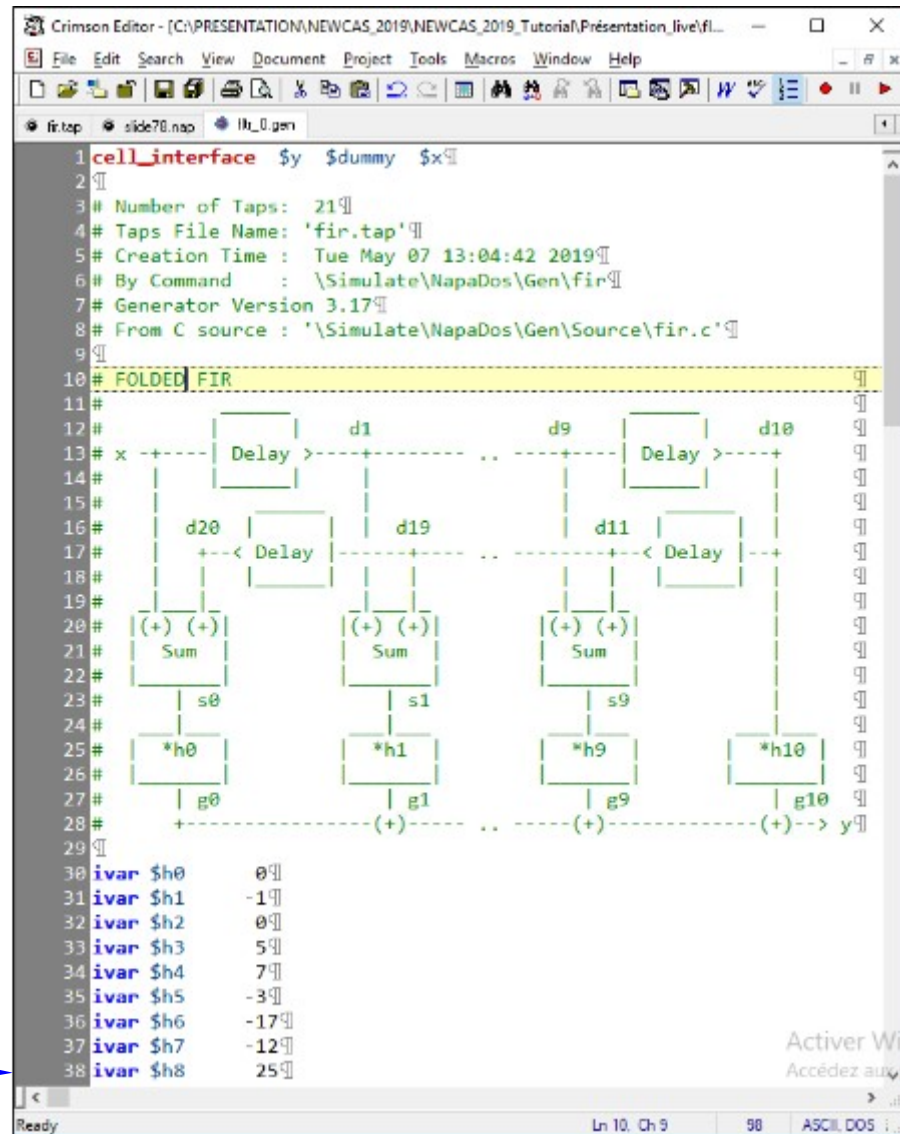 Crimson Editor - [C:\PRESENTATION\NEWCAS_2019\NEWCAS_2019_Tutorial\Présentation_live\fl...
File Edit Search View Document Project Tools Macros Window Help
fir.tap slide78.nap .gen
1 cell_interface $y $dummy $x
2
3 # Number of Taps: 21
4 # Taps File Name: 'fir.tap'
5 # Creation Time : Tue May 07 13:04:42 2019
6 # By Command : \Simulate\NapaDos\Gen\fir
7 # Generator Version 3.17
8 # From C source : '\Simulate\NapaDos\Gen\Source\fir.c'
9
10 # FOLDED FIR
11 #
12 # d1 d9 d10
13 # x -+----| Delay >----+-------- .. ----+----| Delay >----+
14 #
15 #
16 # d20 d19 d11
17 # +--< Delay |------+---- .. --------+--< Delay |--+
18 #
19 #
20 # |(+) (+)| |(+) (+)| |(+) (+)|
21 # | Sum | | Sum | | Sum |
22 #
23 # | s0 | s1 | s9
24 #
25 # | *h0 | | *h1 | | *h9 | | *h10 |
26 #
27 # | g0 | g1 | g9 | g10
28 # +----------------(+)----- .. -----(+)-------------(+)--> y
29
30 ivar $h0 0
31 ivar $h1 -1
32 ivar $h2 0
33 ivar $h3 5
34 ivar $h4 7
35 ivar $h5 -3
36 ivar $h6 -17
37 ivar $h7 -12
38 ivar $h8 25
Activer Wi
Accédez aux
Ready Ln 10, Ch 9 98 ASCII, DOS